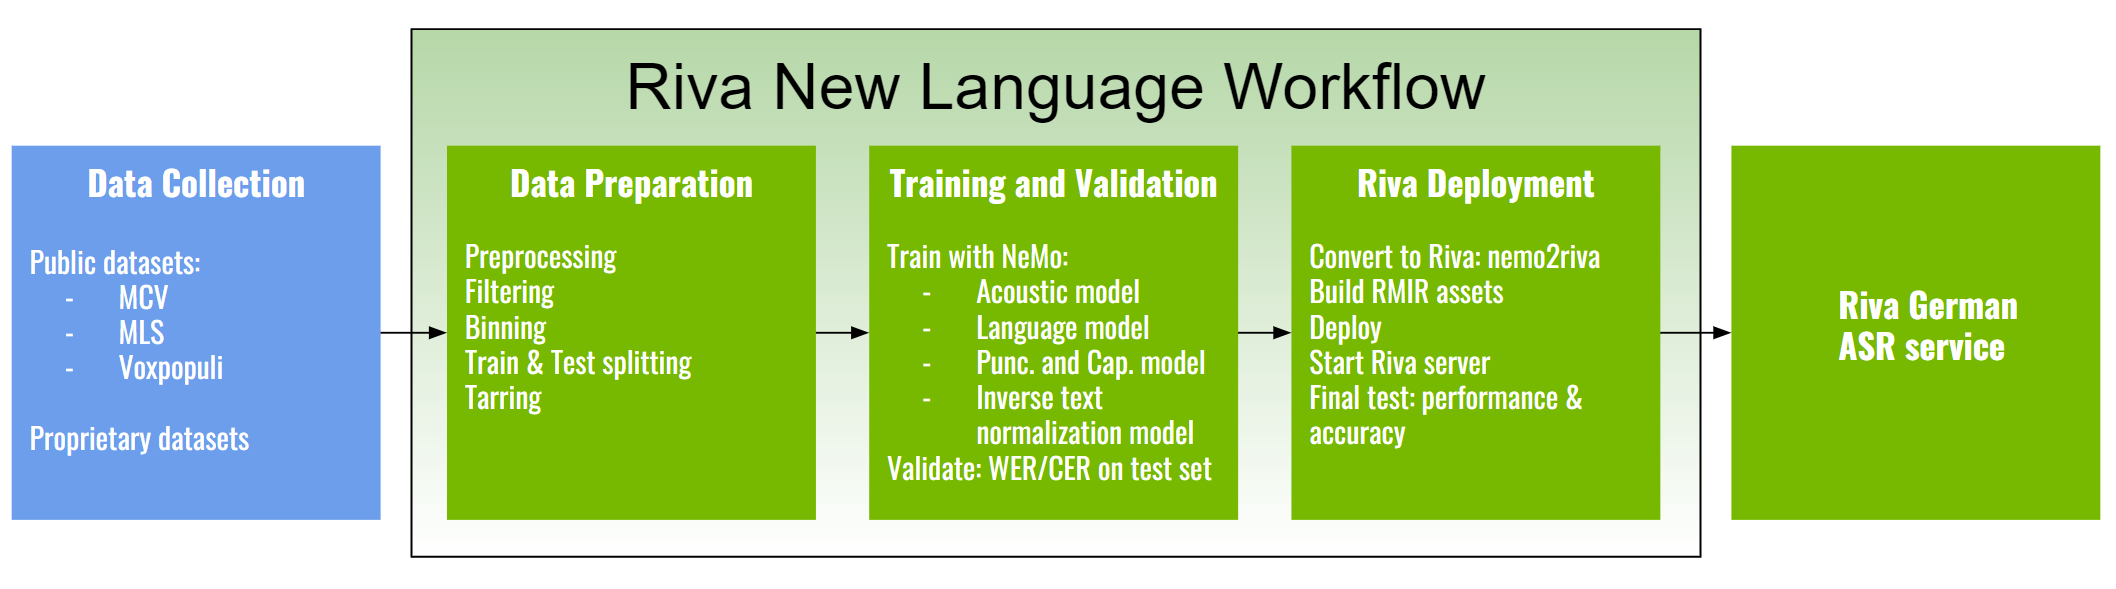 Riva New Language Workflow
Data Collection
Public datasets:
- MCV
- MLS
- Voxpopuli
Proprietary datasets
Data Preparation
Preprocessing
Filtering
Binning
Train & Test splitting
Tarring
Training and Validation
Train with NeMo:
- Acoustic model
- Language model
- Punc. and Cap. model
- Inverse text
normalization model
Validate: WER/CER on test set
Riva Deployment
Convert to Riva: nemo2riva
Build RMIR assets
Deploy
Start Riva server
Final test: performance &
accuracy
Riva German
ASR service